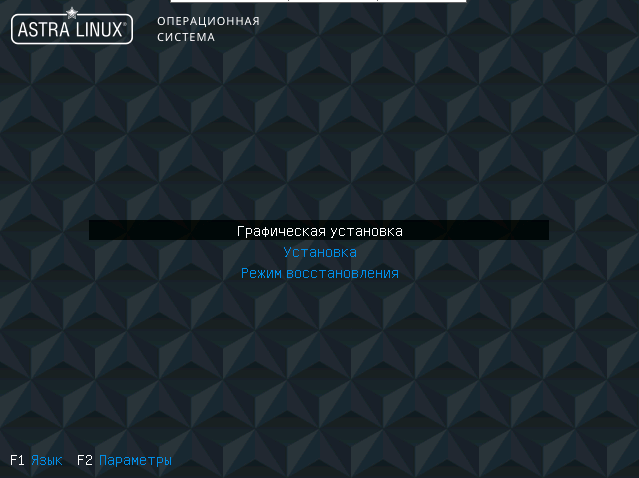 ASTRA LINUX®
ОПЕРАЦИОННАЯ
СИСТЕМА
Графическая установка
Установка
Режим восстановления
F1 Язык F2 Параметры